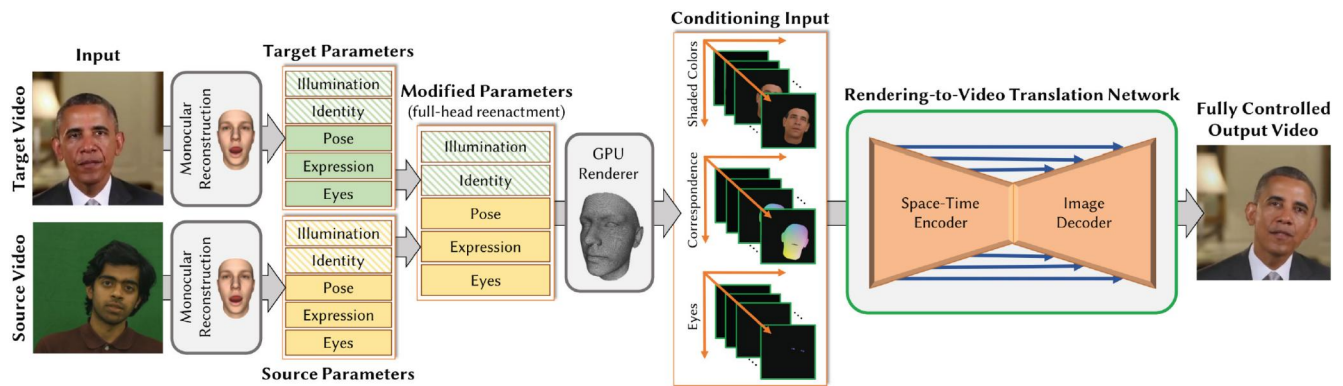 Input
Target Video
Monocular
Reconstruction
Target Parameters
Illumination
Identity
Pose
Expression
Eyes
Source Video
Monocular
Reconstruction
Illumination
Identity
Pose
Expression
Eyes
Source Parameters
Modified Parameters
(full-head reenactment)
Illumination
Identity
Pose
Expression
Eyes
GPU
Renderer
Conditioning Input
Shaded Colors
Correspondence
Eyes
Rendering-to-Video Translation Network
Space-Time
Encoder
Image
Decoder
Fully Controlled
Output Video